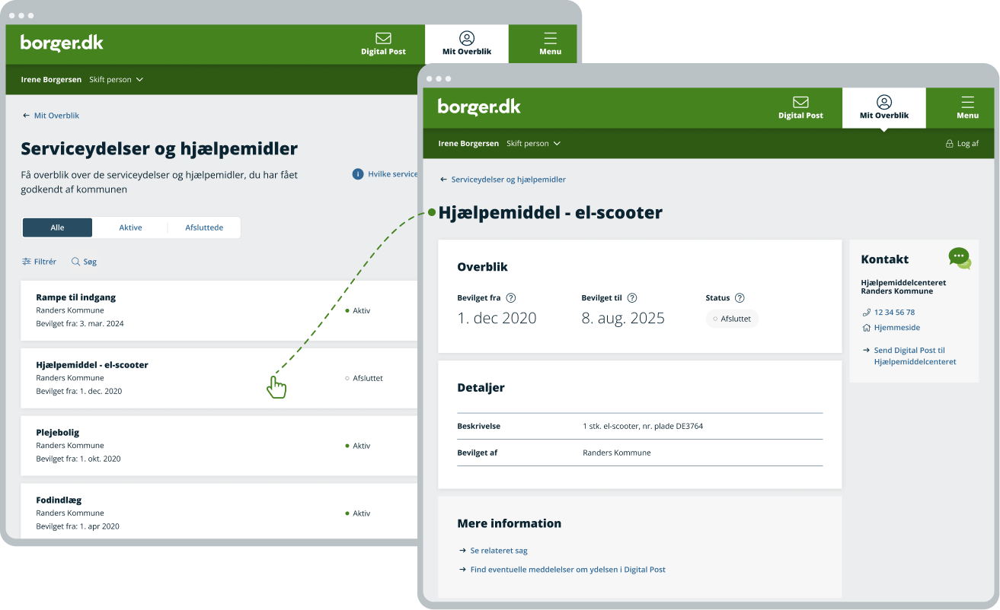 borger.dk
Digital Post
Mit Overblik
Menu
Irene Borgersen Skift person
Mit Overblik
Serviceydelser og hjælpemidler
Få overblik over de serviceydelser og hjælpemidler, du har fået
godkendt af kommunen
Hvilke service
Alle
Aktive
Afsluttede
Filtrér
Søg
Rampe til indgang
Randers Kommune
Bevilget fra: 3. mar. 2024
Aktiv
Hjælpemiddel - el-scooter
Randers Kommune
Bevilget fra: 1. dec. 2020
Afsluttet
Plejebolig
Randers Kommune
Bevilget fra: 1. okt. 2020
Aktiv
Fodindlæg
Randers Kommune
Bevilget fra: 1. apr 2020
Aktiv
borger.dk
Digital Post
Mit Overblik
Menu
Irene Borgersen Skift person
Log af
Serviceydelser og hjælpemidler
Hjælpemiddel - el-scooter
Overblik
Bevilget fra ?
1. dec 2020
Bevilget til ?
8. aug. 2025
Status ?
Afsluttet
Detaljer
Beskrivelse
1 stk. el-scooter, nr. plade DE3764
Bevilget af
Randers Kommune
Mere information
Se relateret sag
Find eventuelle meddelelser om ydelsen i Digital Post
Kontakt
Hjælpemiddelcenteret
Randers Kommune
12 34 56 78
Hjemmeside
Send Digital Post til
Hjælpemiddelcenteret